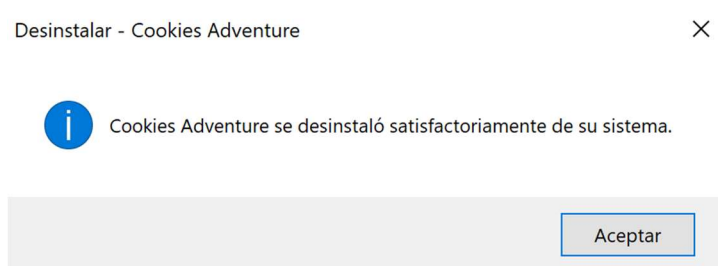 Desinstalar - Cookies Adventure
Cookies Adventure se desinstaló satisfactoriamente de su sistema.
Aceptar